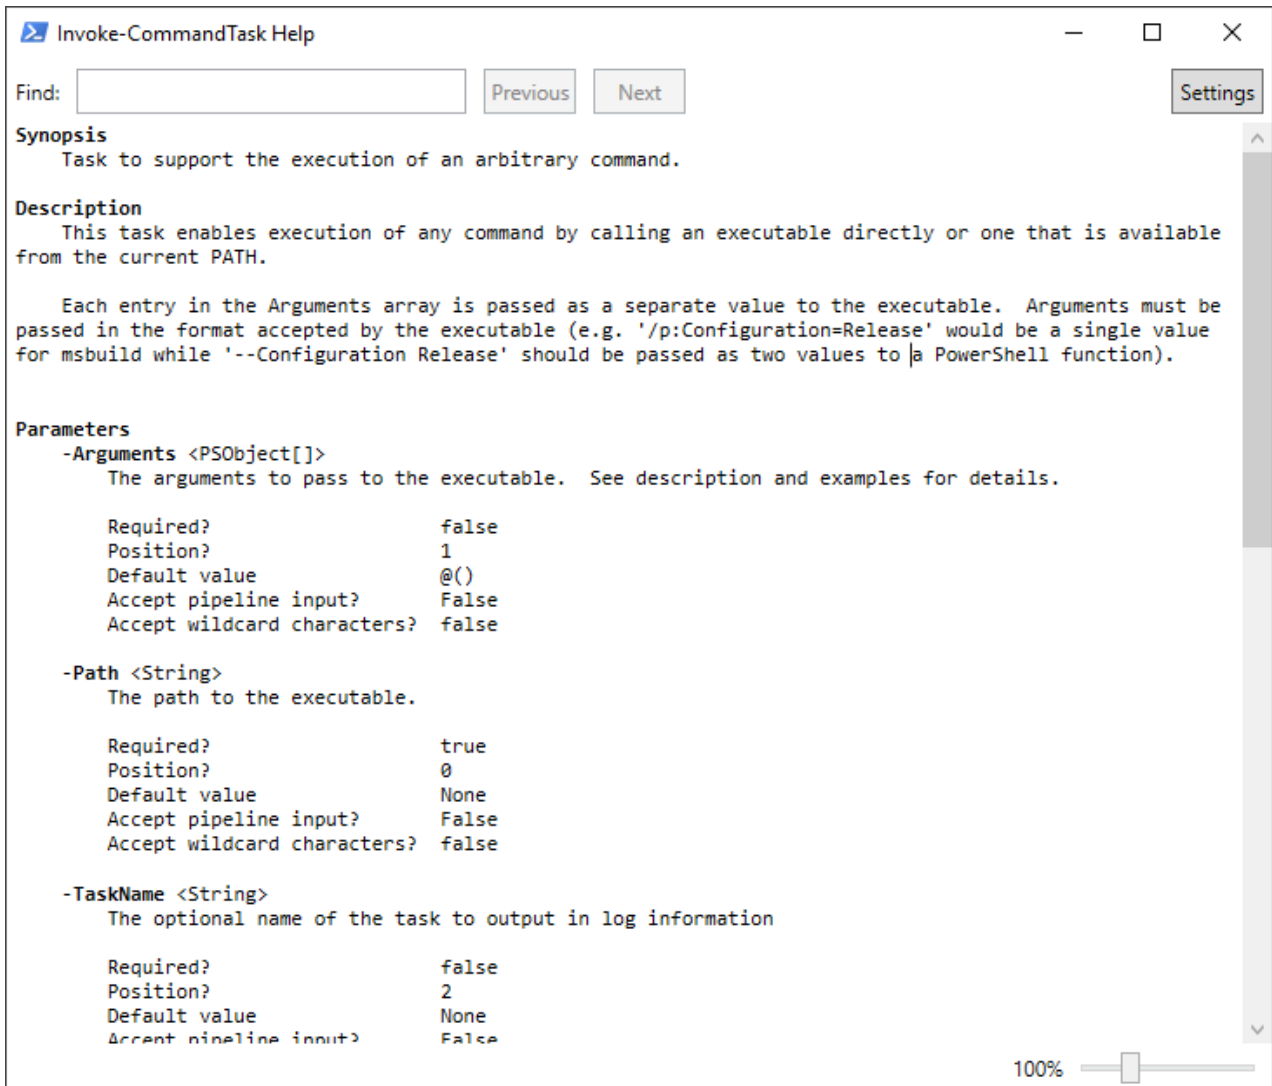 Invoke-CommandTask Help
Find: Previous Next Settings
Synopsis
Task to support the execution of an arbitrary command.
Description
This task enables execution of any command by calling an executable directly or one that is available
from the current PATH.
Each entry in the Arguments array is passed as a separate value to the executable.  Arguments must be
passed in the format accepted by the executable (e.g. '/p:Configuration=Release' would be a single value
for msbuild while '--Configuration Release' should be passed as two values to a PowerShell function).
Parameters
-Arguments <PSObject[]>
The arguments to pass to the executable.  See description and examples for details.
Required? false
Position? 1
Default value @()
Accept pipeline input? False
Accept wildcard characters? false
-Path <String>
The path to the executable.
Required? true
Position? 0
Default value None
Accept pipeline input? False
Accept wildcard characters? false
-TaskName <String>
The optional name of the task to output in log information
Required? false
Position? 2
Default value None
Accept pipeline input? False
100%